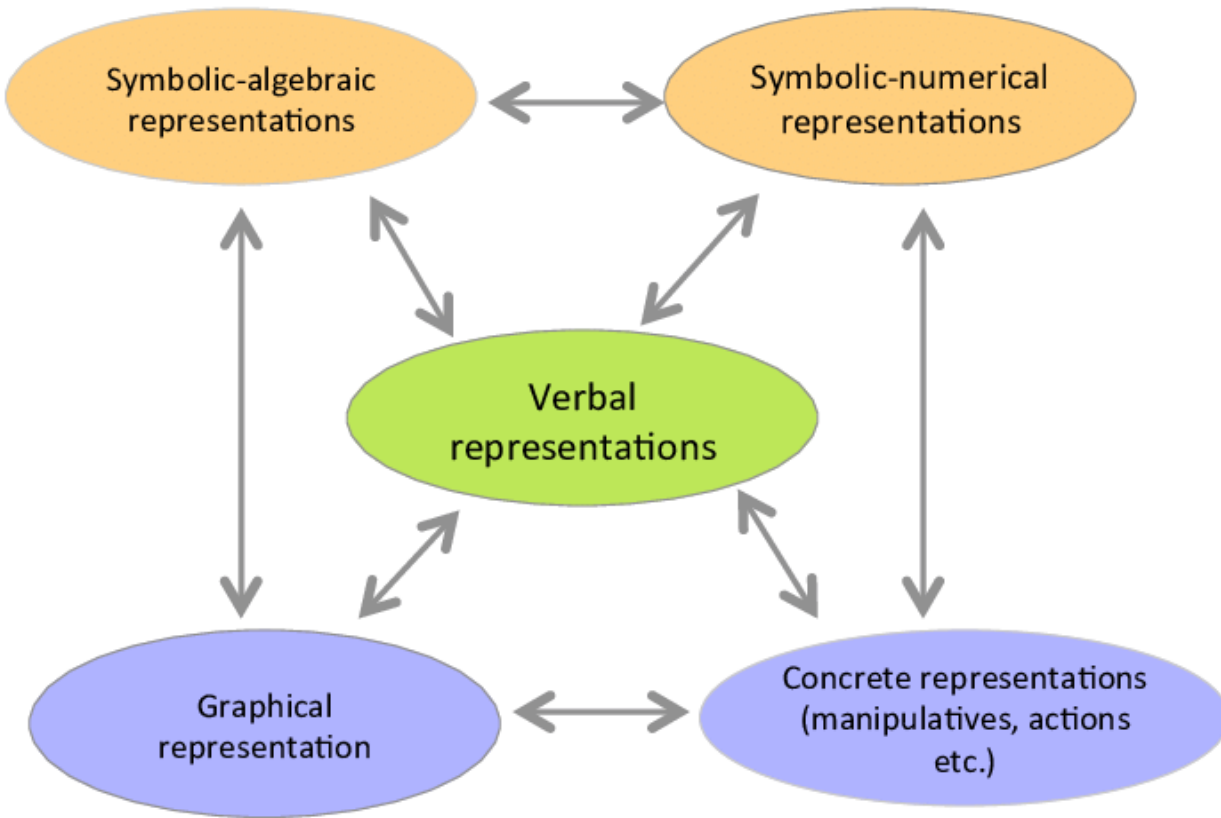 Symbolic-algebraic
representations
Symbolic-numerical
representations
Verbal
representations
Graphical
representation
Concrete representations
(manipulatives, actions
etc.)